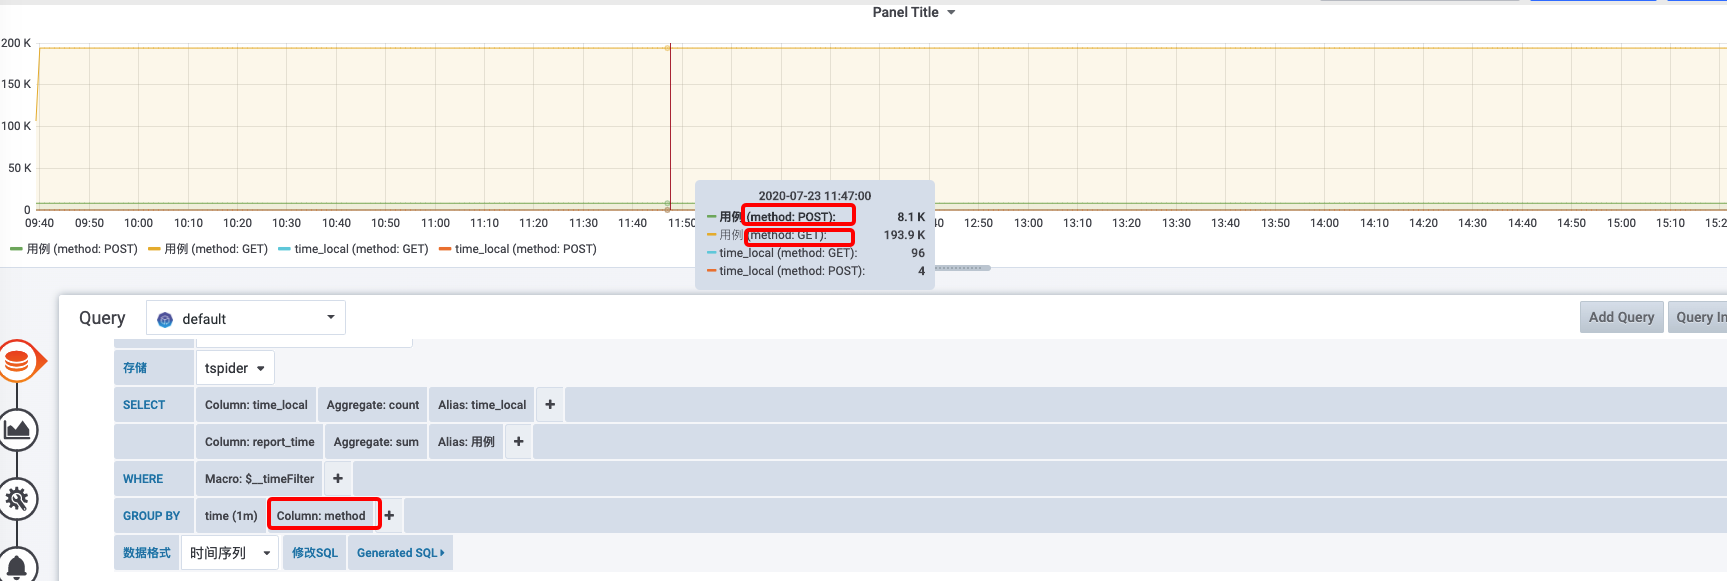 Panel Title
200 K
150 K
100 K
50 K
0
09:40 09:50 10:00 10:10 10:20 10:30 10:40 10:50 11:00 11:10 11:20 11:30 11:40 11:50 12:50 13:00 13:10 13:20 13:30 13:40 13:50 14:00 14:10 14:20 14:30 14:40 14:50 15:00 15:10
2020-07-23 11:47:00
用例 (method: POST): 8.1 K
用例 (method: GET): 193.9 K
time_local (method: GET): 96
time_local (method: POST): 4
用例 (method: POST) 用例 (method: GET) time_local (method: GET) time_local (method: POST)
Query default Add Query Query In
存储 tspider
SELECT Column: time_local Aggregate: count Alias: time_local +
Column: report_time Aggregate: sum Alias: 用例 +
WHERE Macro: $__timeFilter +
GROUP BY time (1m) Column: method +
数据格式 时间序列 修改SQL Generated SQL